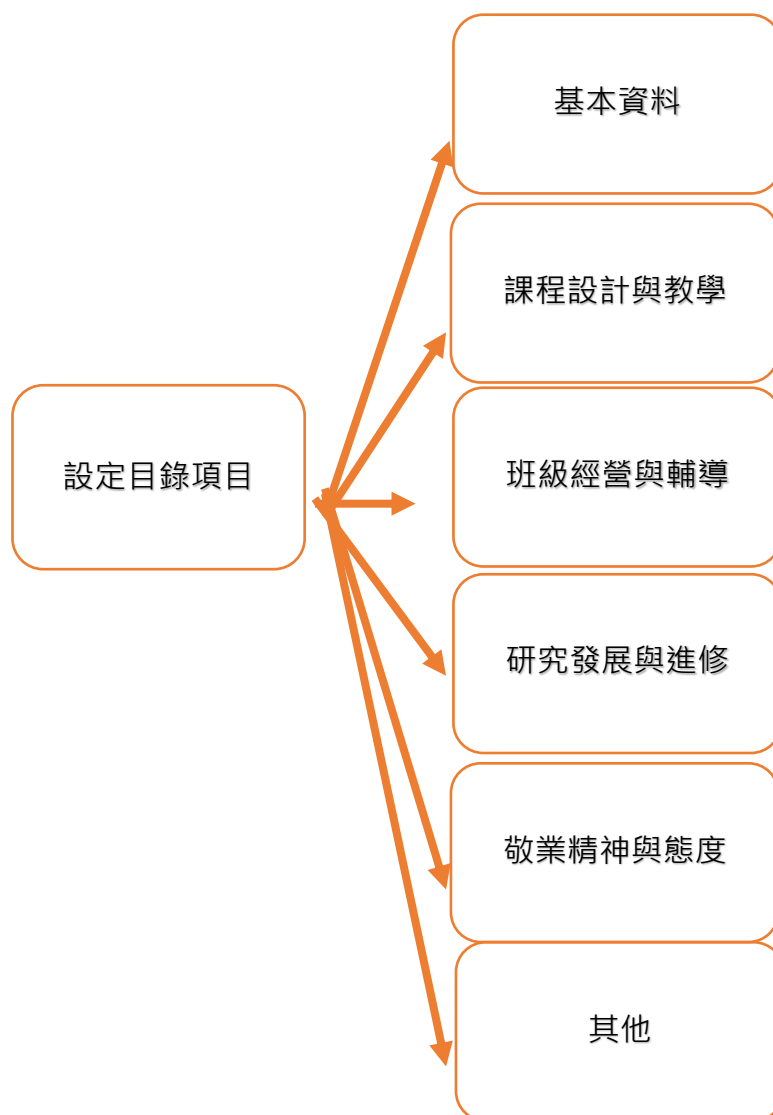 設定目錄項目
基本資料
課程設計與教學
班級經營與輔導
研究發展與進修
敬業精神與態度
其他